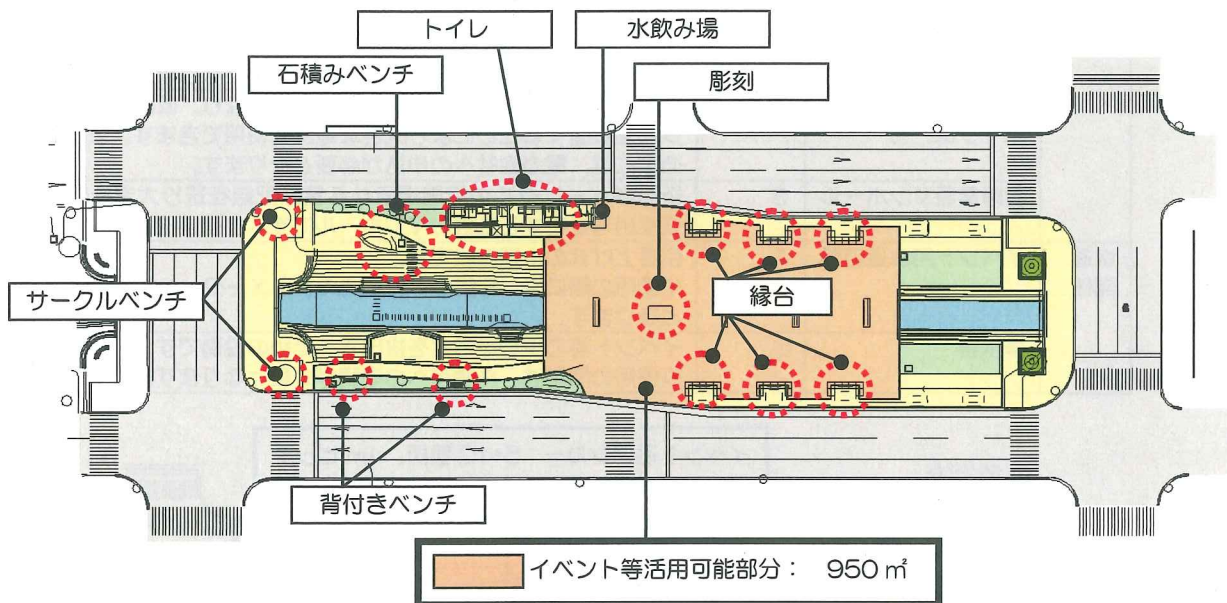 トイレ
水飲み場
石積みベンチ
彫刻
サークルベンチ
縁台
背付きベンチ
イベント等活用可能部分： 950㎡